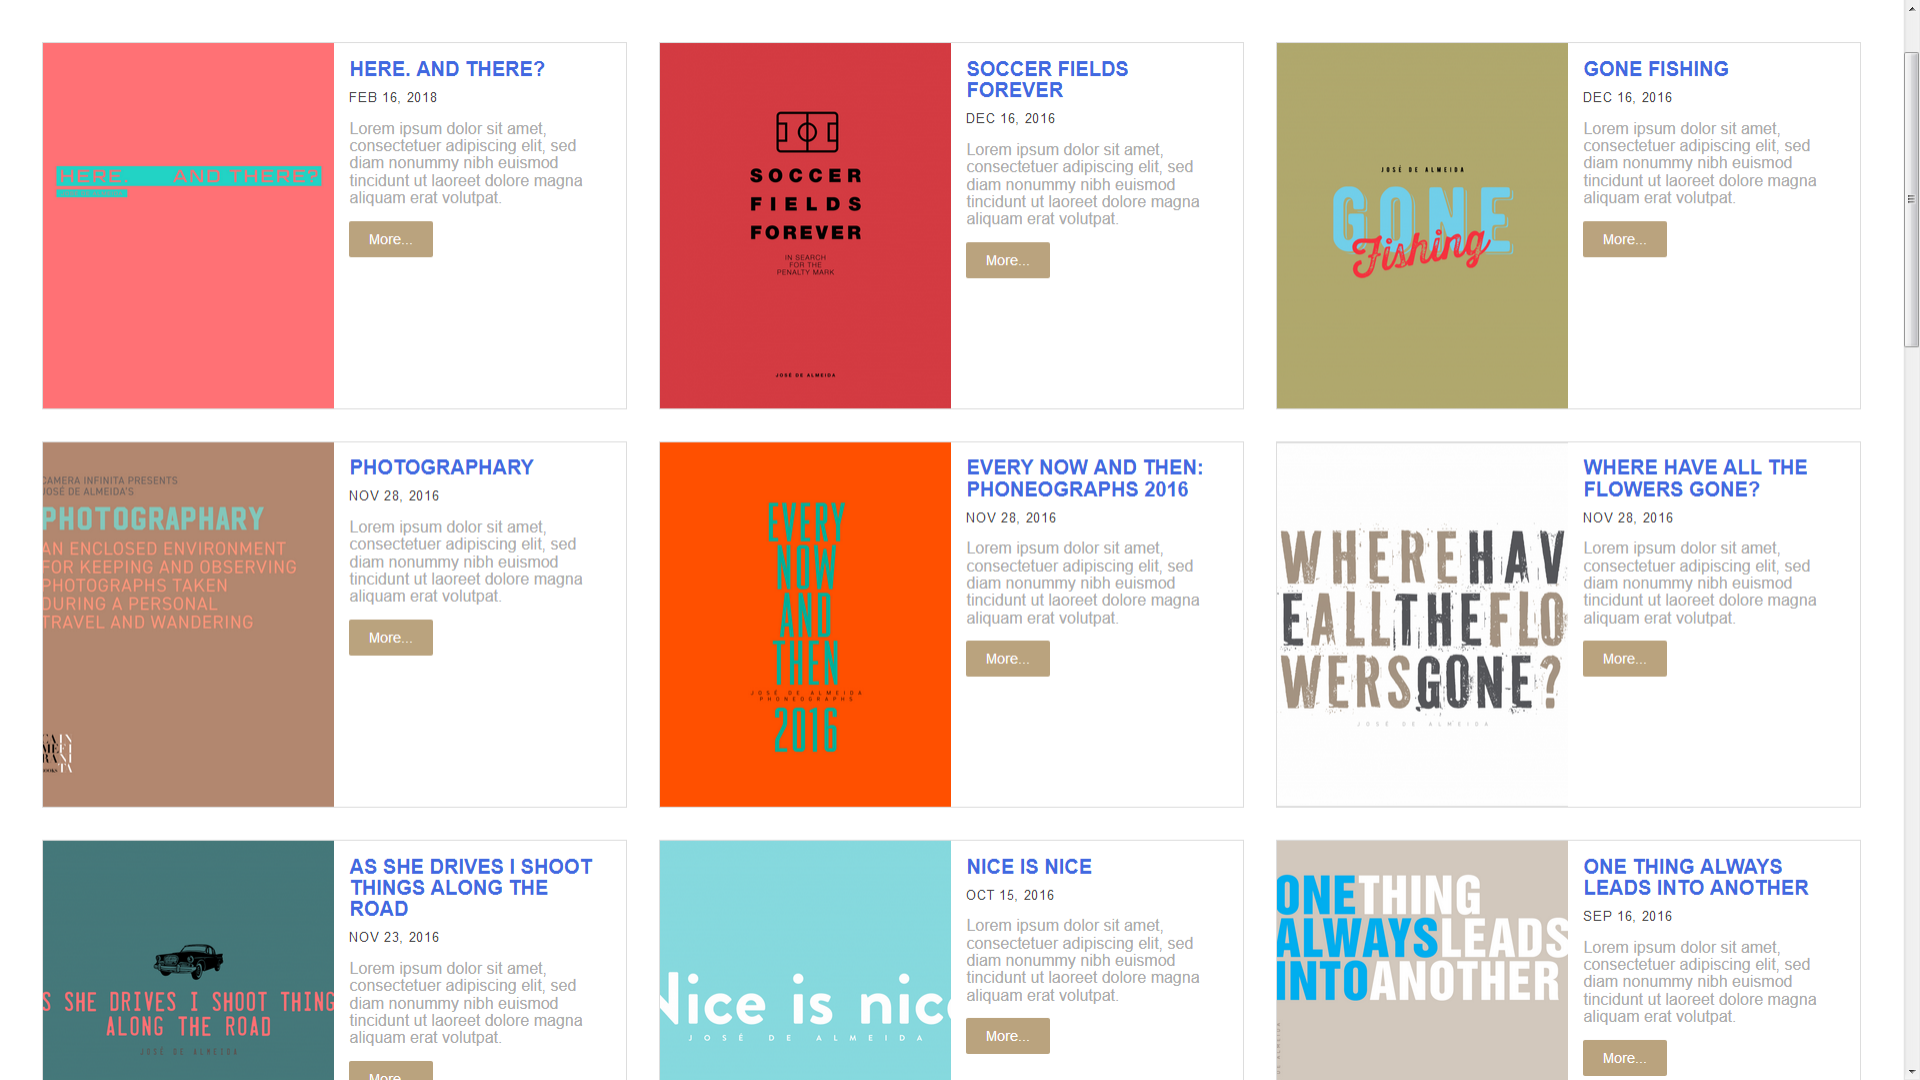 HERE. AND THERE?
HERE. AND THERE?
FEB 16, 2018
Lorem ipsum dolor sit amet,
consectetuer adipiscing elit, sed
diam nonummy nibh euismod
tincidunt ut laoreet dolore magna
aliquam erat volutpat.
More...
SOCCER
FIELDS
FOREVER
IN SEARCH
FOR THE
PENALTY MARK
JOSÉ DE ALMEIDA
SOCCER FIELDS
FOREVER
DEC 16, 2016
Lorem ipsum dolor sit amet,
consectetuer adipiscing elit, sed
diam nonummy nibh euismod
tincidunt ut laoreet dolore magna
aliquam erat volutpat.
More...
JOSÉ DE ALMEIDA
GONE
Fishing
GONE FISHING
DEC 16, 2016
Lorem ipsum dolor sit amet,
consectetuer adipiscing elit, sed
diam nonummy nibh euismod
tincidunt ut laoreet dolore magna
aliquam erat volutpat.
More...
CAMERA INFINITA PRESENTS
JOSÉ DE ALMEIDA'S
PHOTOGRAPHARY
AN ENCLOSED ENVIRONMENT
FOR KEEPING AND OBSERVING
PHOTOGRAPHS TAKEN
DURING A PERSONAL
TRAVEL AND WANDERING
PHOTOGRAPHARY
NOV 28, 2016
Lorem ipsum dolor sit amet,
consectetuer adipiscing elit, sed
diam nonummy nibh euismod
tincidunt ut laoreet dolore magna
aliquam erat volutpat.
More...
EVERY
NOW
AND
THEN
JOSÉ DE ALMEIDA
PHONEOGRAPHS
2016
EVERY NOW AND THEN:
PHONEOGRAPHS 2016
NOV 28, 2016
Lorem ipsum dolor sit amet,
consectetuer adipiscing elit, sed
diam nonummy nibh euismod
tincidunt ut laoreet dolore magna
aliquam erat volutpat.
More...
WHEREHAV
EALLTHEFLO
WERSGONE?
JOSÉ DE ALMEIDA
WHERE HAVE ALL THE
FLOWERS GONE?
NOV 28, 2016
Lorem ipsum dolor sit amet,
consectetuer adipiscing elit, sed
diam nonummy nibh euismod
tincidunt ut laoreet dolore magna
aliquam erat volutpat.
More...
S SHE DRIVES I SHOOT THING
ALONG THE ROAD
JOSÉ DE ALMEIDA
AS SHE DRIVES I SHOOT
THINGS ALONG THE
ROAD
NOV 23, 2016
Lorem ipsum dolor sit amet,
consectetuer adipiscing elit, sed
diam nonummy nibh euismod
tincidunt ut laoreet dolore magna
aliquam erat volutpat.
More...
Nice is nice
JOSÉ DE ALMEIDA
NICE IS NICE
OCT 15, 2016
Lorem ipsum dolor sit amet,
consectetuer adipiscing elit, sed
diam nonummy nibh euismod
tincidunt ut laoreet dolore magna
aliquam erat volutpat.
More...
ONETHING
ALWAYSLEADS
INTOANOTHER
ONE THING ALWAYS
LEADS INTO ANOTHER
SEP 16, 2016
Lorem ipsum dolor sit amet,
consectetuer adipiscing elit, sed
diam nonummy nibh euismod
tincidunt ut laoreet dolore magna
aliquam erat volutpat.
More...